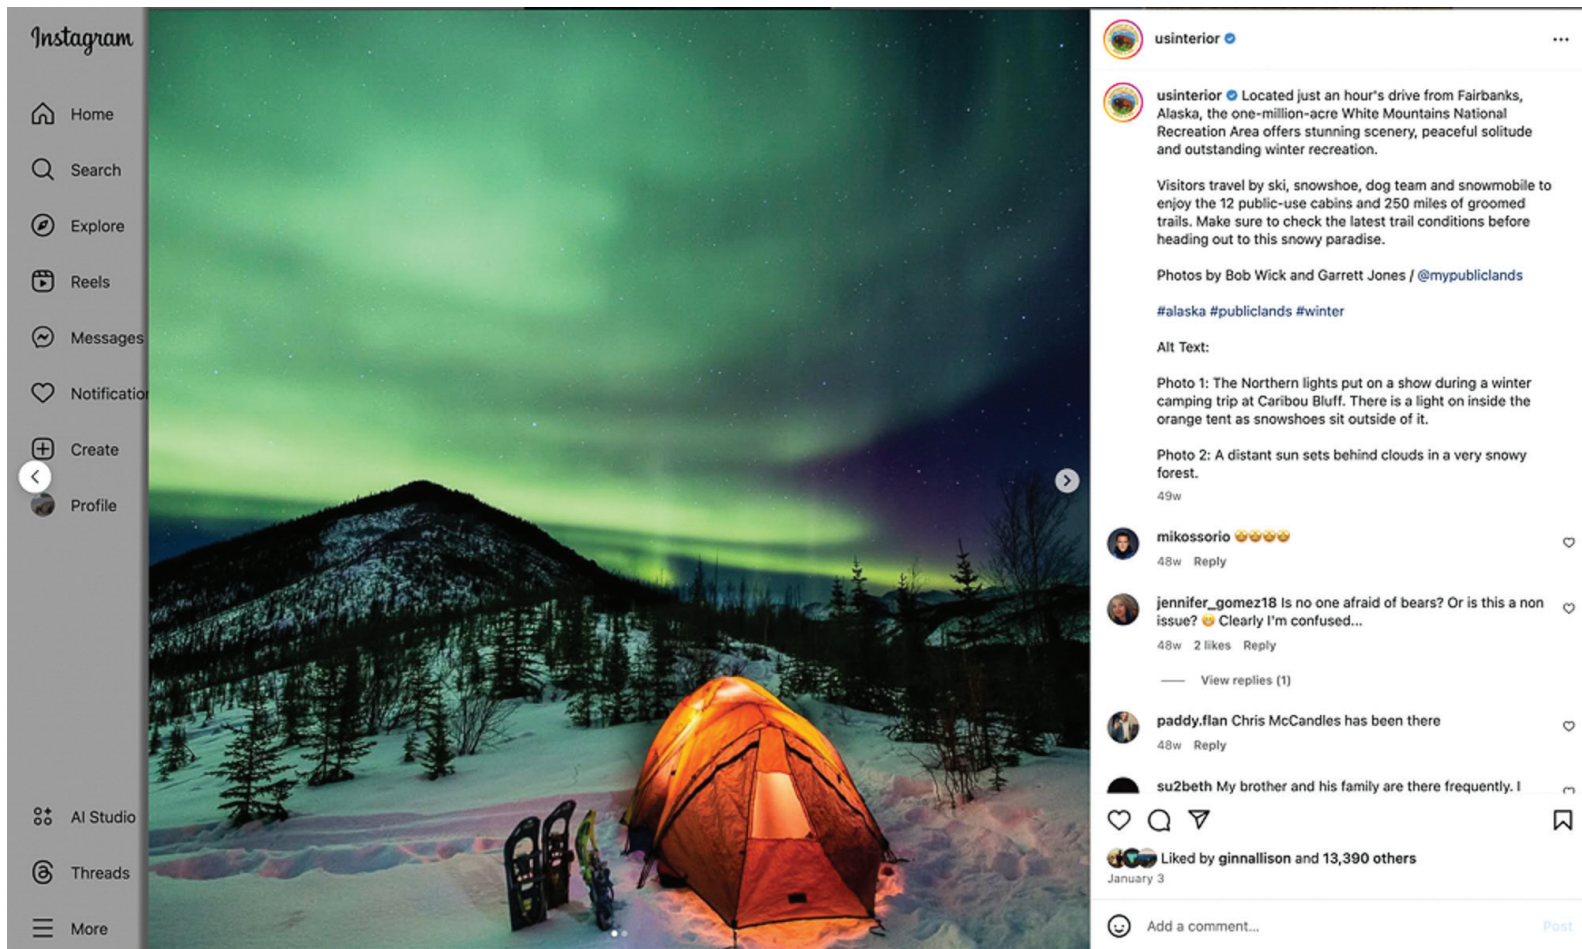 Instagram
Home
Search
Explore
Reels
Messages
Notification
Create
Profile
AI Studio
Threads
More
usinterior
usinterior Located just an hour's drive from Fairbanks,
Alaska, the one-million-acre White Mountains National
Recreation Area offers stunning scenery, peaceful solitude
and outstanding winter recreation.
Visitors travel by ski, snowshoe, dog team and snowmobile to
enjoy the 12 public-use cabins and 250 miles of groomed
trails. Make sure to check the latest trail conditions before
heading out to this snowy paradise.
Photos by Bob Wick and Garrett Jones / @mypubliclands
#alaska #publiclands #winter
Alt Text:
Photo 1: The Northern lights put on a show during a winter
camping trip at Caribou Bluff. There is a light on inside the
orange tent as snowshoes sit outside of it.
Photo 2: A distant sun sets behind clouds in a very snowy
forest.
49w
mikossorio 🤩🤩🤩🤩
48w Reply
jennifer_gomez18 Is no one afraid of bears? Or is this a non
issue? 😁 Clearly I'm confused...
48w 2 likes Reply
View replies (1)
paddy.flan Chris McCandles has been there
48w Reply
su2beth My brother and his family are there frequently. I
Liked by ginnallison and 13,390 others
January 3
Add a comment...
Post